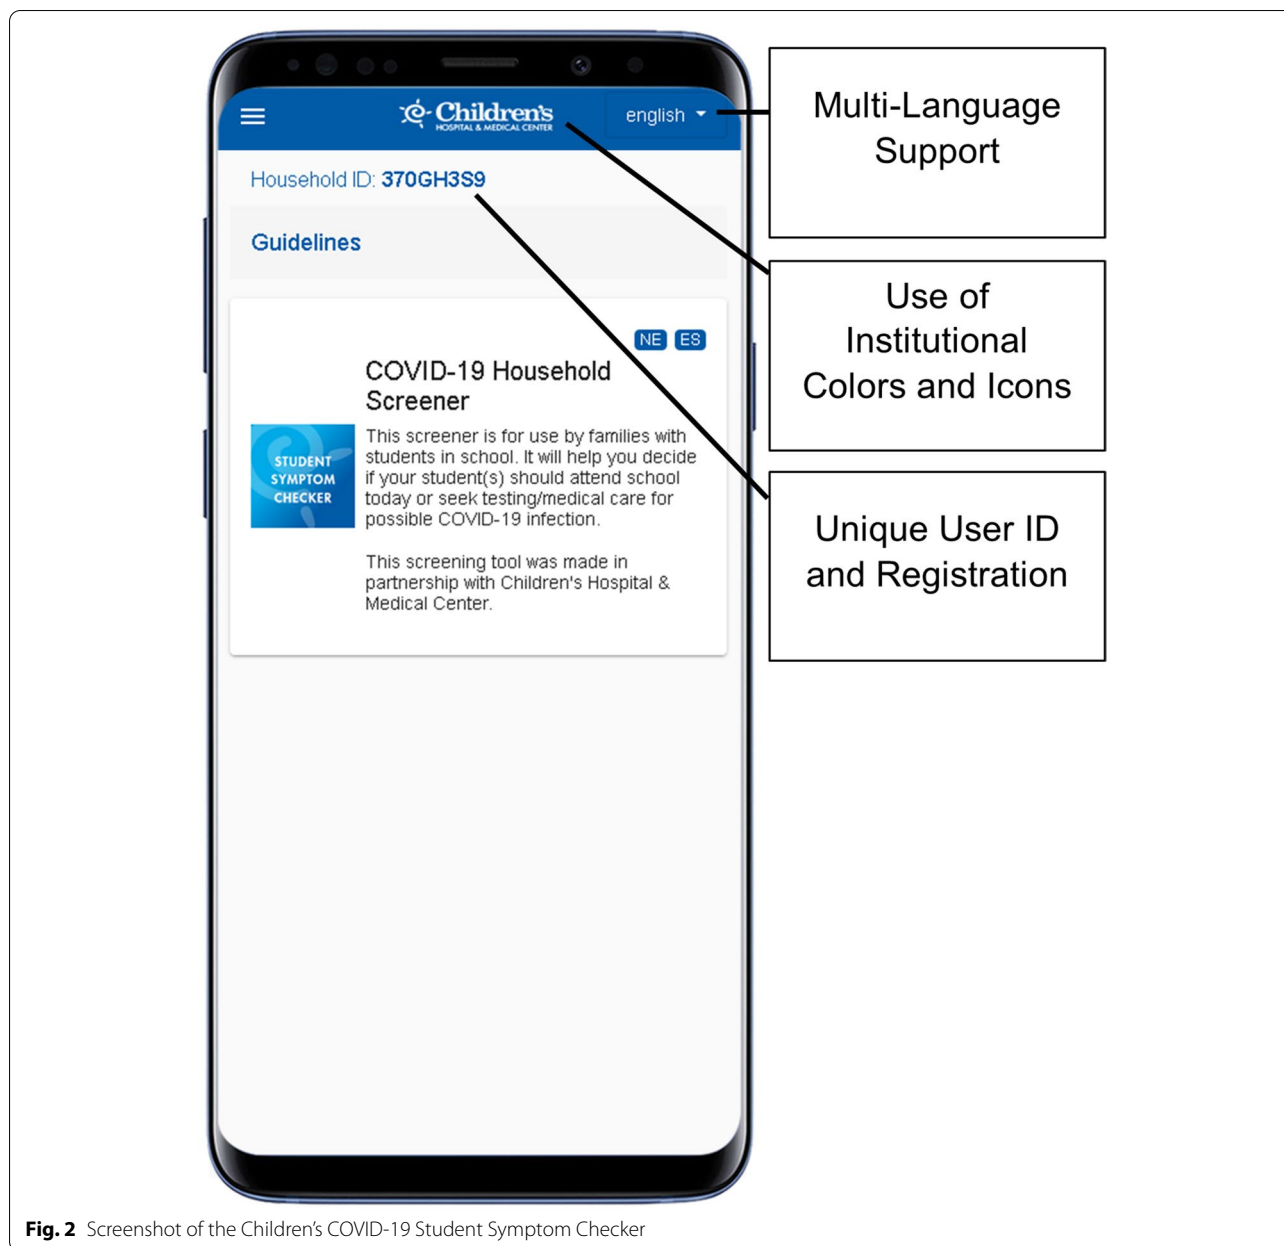 Children's
HOSPITAL & MEDICAL CENTER
english
Household ID: 370GH3S9
Guidelines
NE ES
COVID-19 Household
Screener
This screener is for use by families with
students in school. It will help you decide
if your student(s) should attend school
today or seek testing/medical care for
possible COVID-19 infection.
This screening tool was made in
partnership with Children's Hospital &
Medical Center.
STUDENT
SYMPTOM
CHECKER
Multi-Language
Support
Use of
Institutional
Colors and Icons
Unique User ID
and Registration
Fig. 2 Screenshot of the Children’s COVID-19 Student Symptom Checker